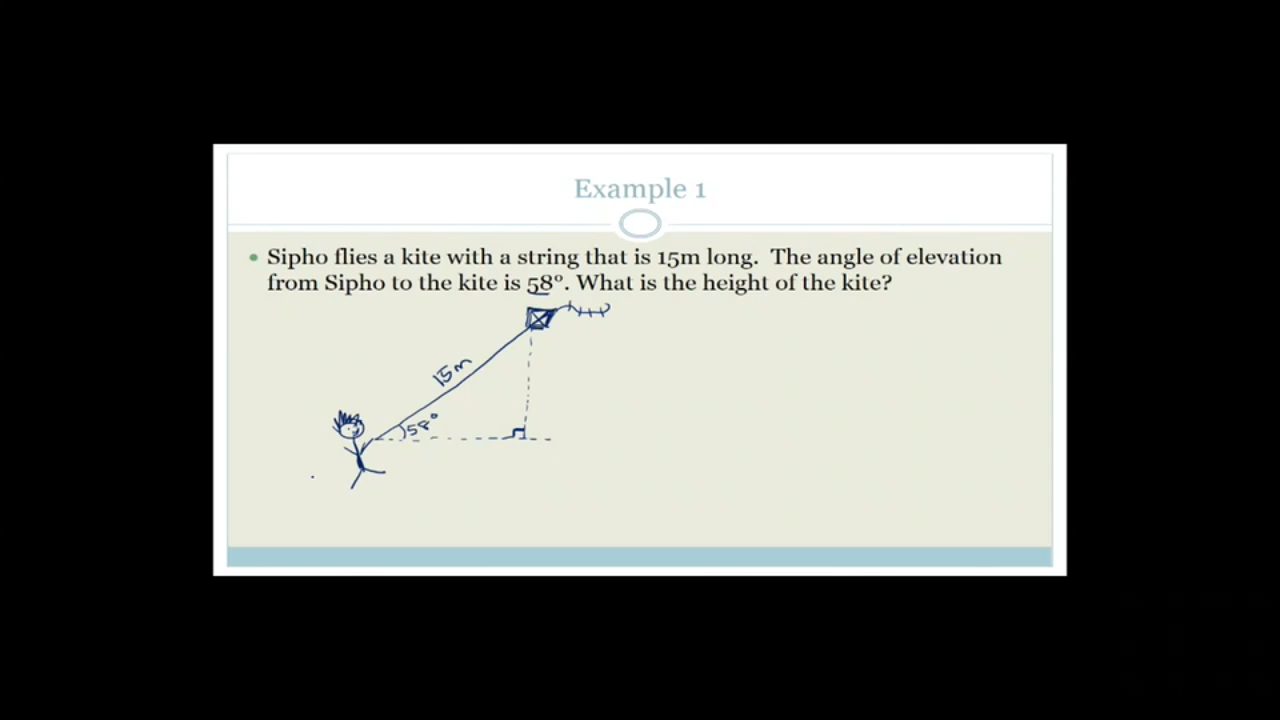 Example 1
• Sipho flies a kite with a string that is 15m long. The angle of elevation
from Sipho to the kite is 58°. What is the height of the kite?
15m
58°